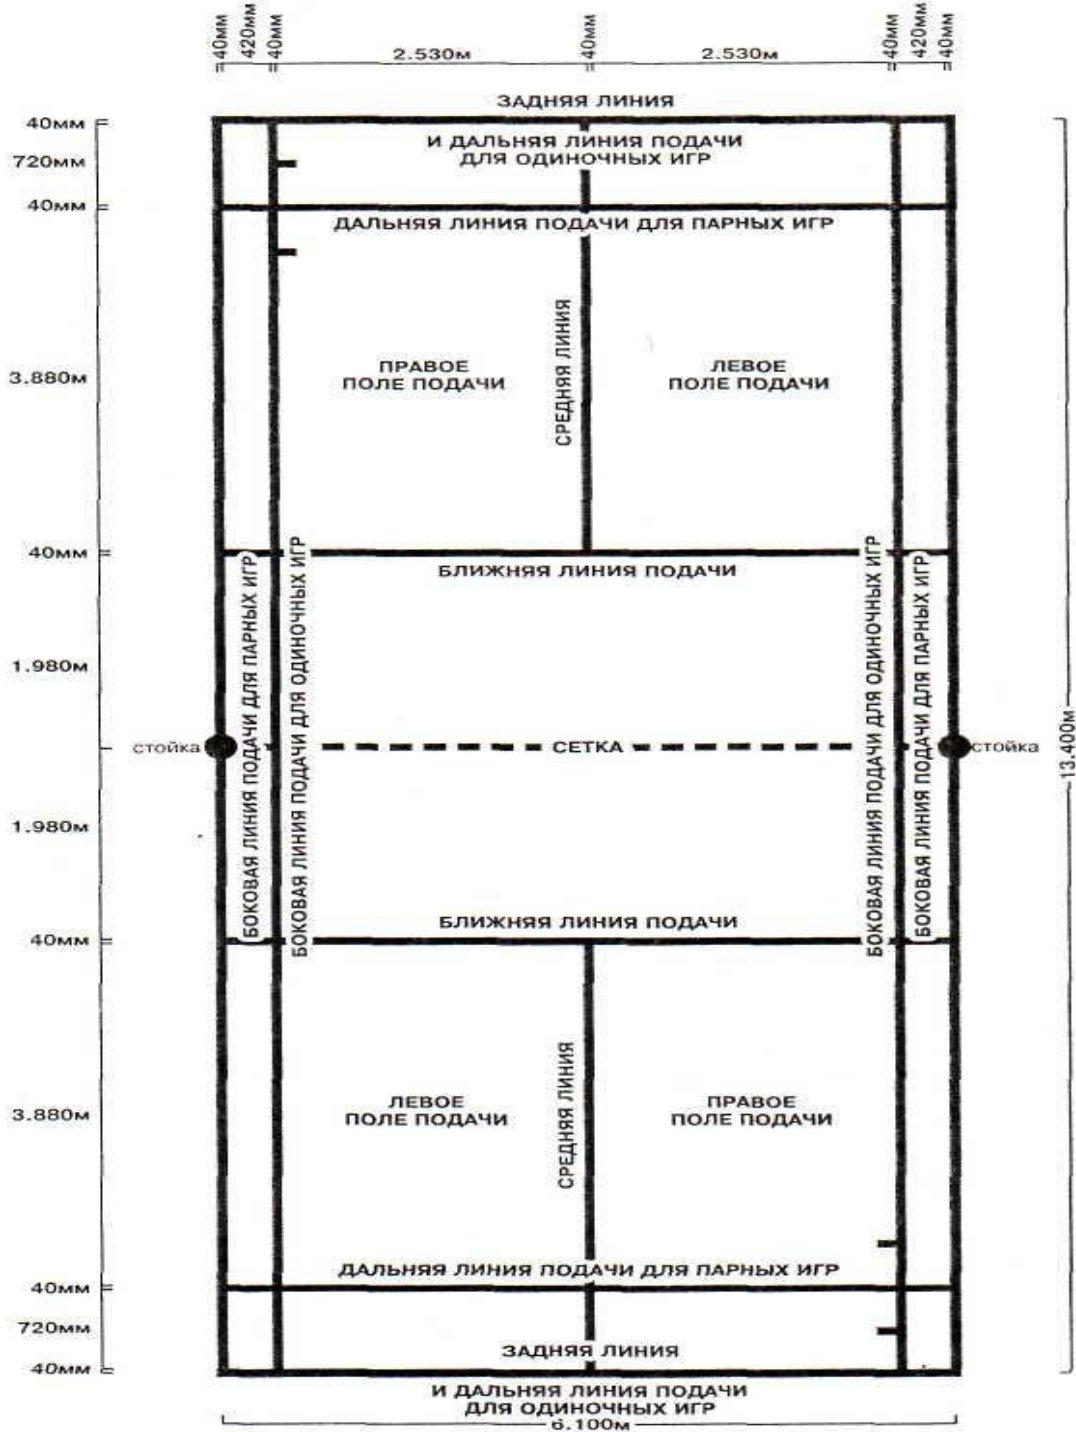 40мм
420мм
40мм
2.530м
40мм
2.530м
40мм
420мм
40мм
ЗАДНЯЯ ЛИНИЯ
И ДАЛЬНЯЯ ЛИНИЯ ПОДАЧИ
ДЛЯ ОДИНОЧНЫХ ИГР
40мм
720мм
40мм
ДАЛЬНЯЯ ЛИНИЯ ПОДАЧИ ДЛЯ ПАРНЫХ ИГР
3.880м
ПРАВОЕ
ПОЛЕ ПОДАЧИ
СРЕДНЯЯ ЛИНИЯ
ЛЕВОЕ
ПОЛЕ ПОДАЧИ
40мм
БЛИЖНЯЯ ЛИНИЯ ПОДАЧИ
1.980м
БОКОВАЯ ЛИНИЯ ПОДАЧИ ДЛЯ ПАРНЫХ ИГР
БОКОВАЯ ЛИНИЯ ПОДАЧИ ДЛЯ ОДИНОЧНЫХ ИГР
БОКОВАЯ ЛИНИЯ ПОДАЧИ ДЛЯ ОДИНОЧНЫХ ИГР
БОКОВАЯ ЛИНИЯ ПОДАЧИ ДЛЯ ПАРНЫХ ИГР
стойка
СЕТКА
стойка
13.400м
1.980м
БЛИЖНЯЯ ЛИНИЯ ПОДАЧИ
40мм
3.880м
ЛЕВОЕ
ПОЛЕ ПОДАЧИ
СРЕДНЯЯ ЛИНИЯ
ПРАВОЕ
ПОЛЕ ПОДАЧИ
ДАЛЬНЯЯ ЛИНИЯ ПОДАЧИ ДЛЯ ПАРНЫХ ИГР
40мм
720мм
ЗАДНЯЯ ЛИНИЯ
40мм
И ДАЛЬНЯЯ ЛИНИЯ ПОДАЧИ
ДЛЯ ОДИНОЧНЫХ ИГР
6.100м